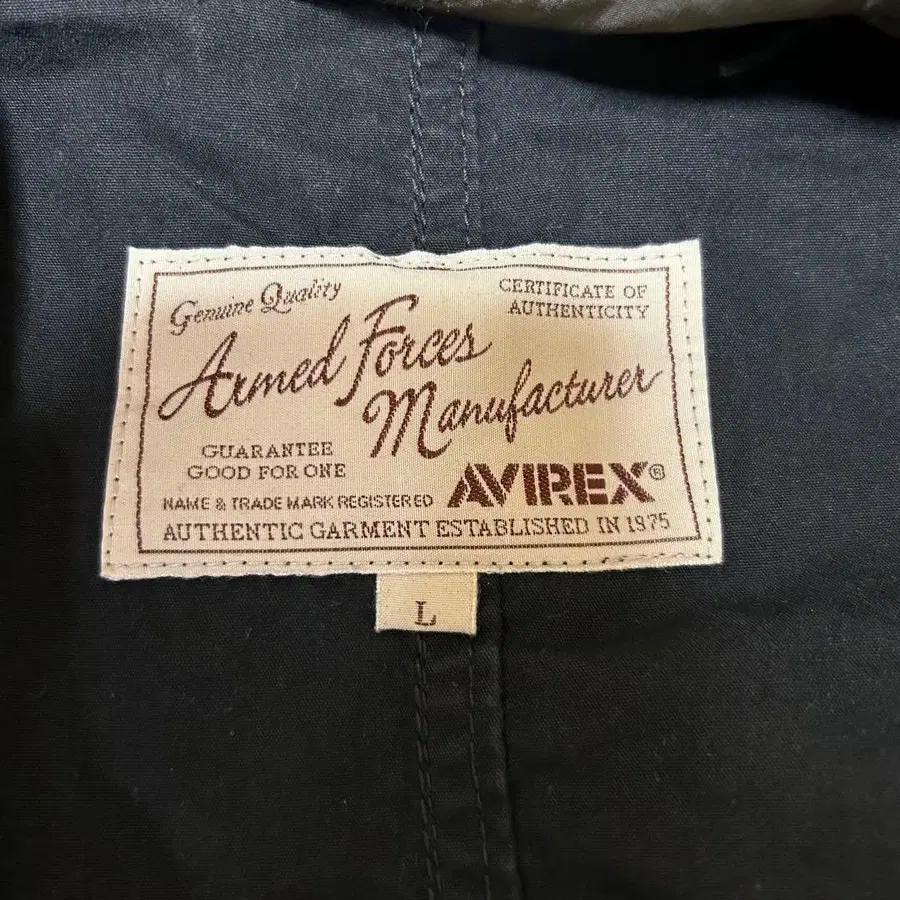 Genuine Quality
CERTIFICATE OF
AUTHENTICITY
Armed Forces
Manufacturer
GUARANTEE
GOOD FOR ONE
NAME & TRADE MARK REGISTERED
AVIREX®
AUTHENTIC GARMENT ESTABLISHED IN 1975
L